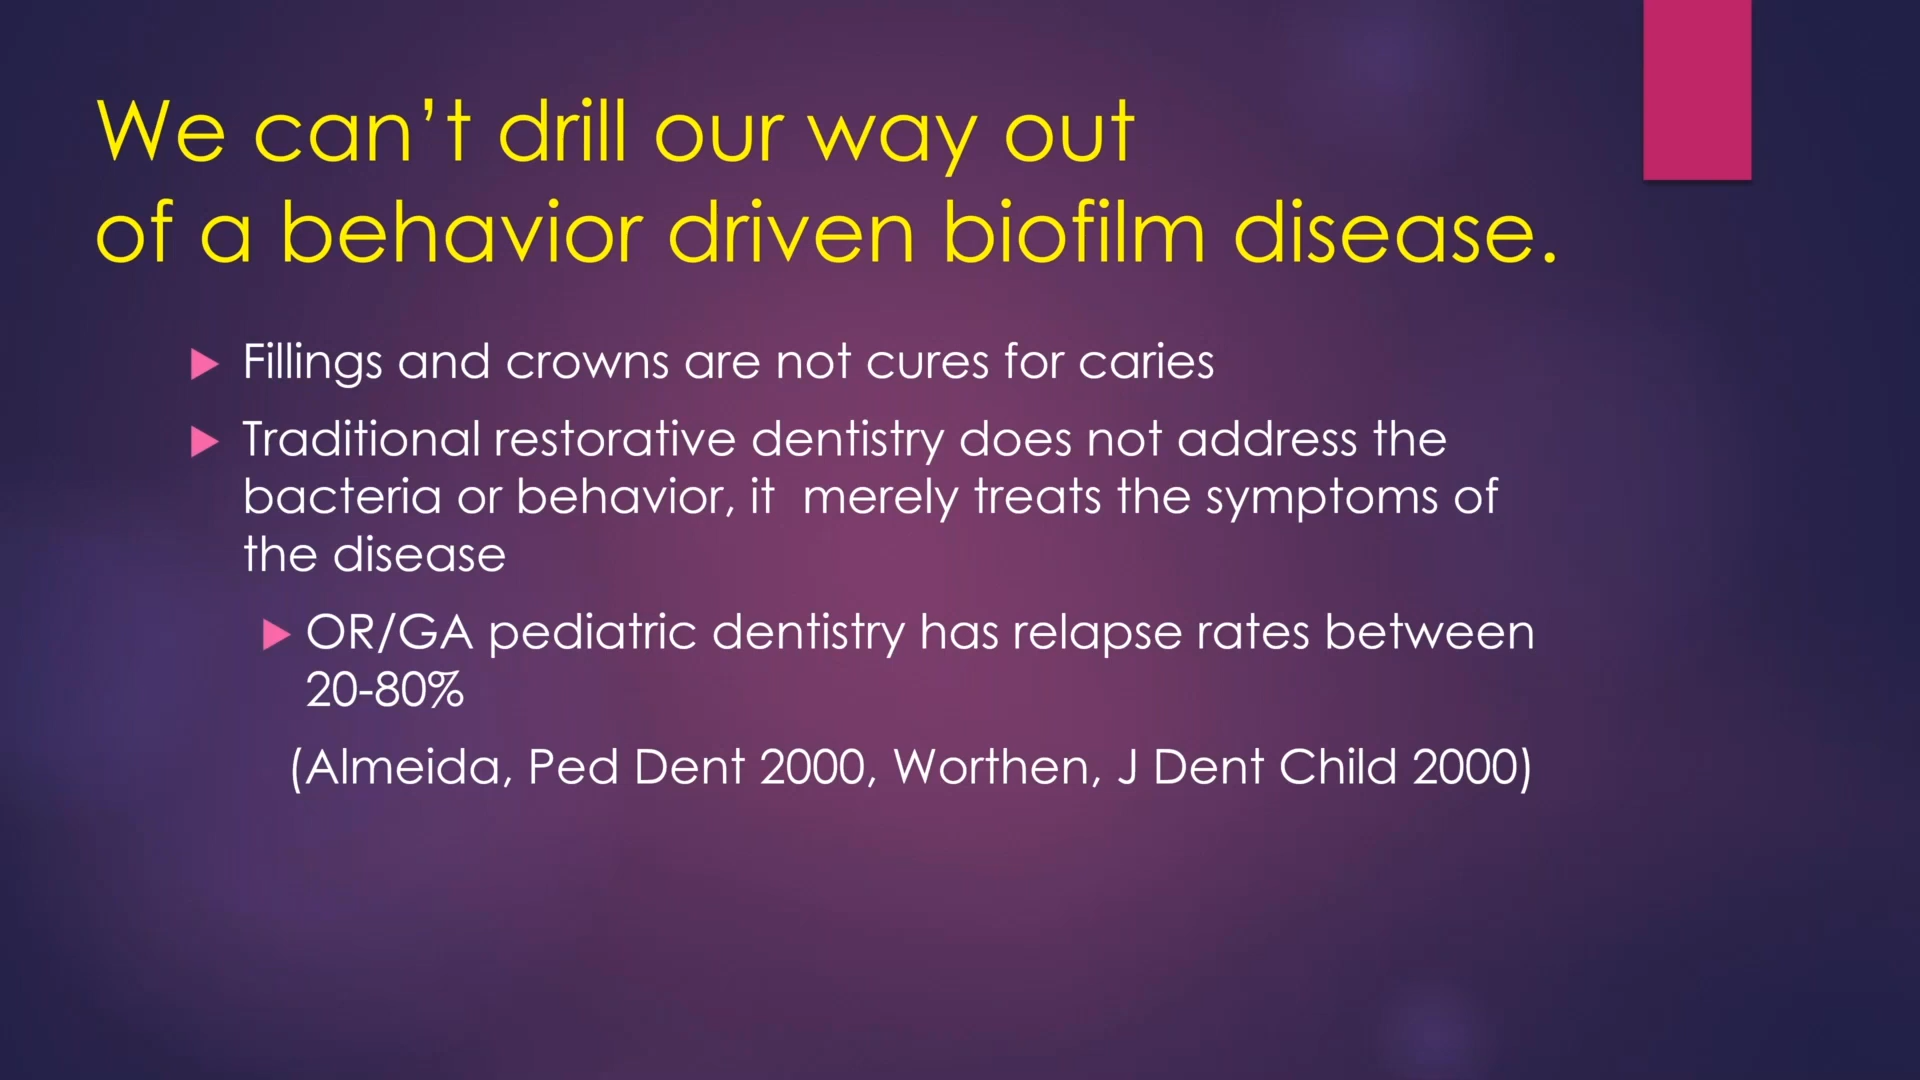 We can’t drill our way out
of a behavior driven biofilm disease.
Fillings and crowns are not cures for caries
Traditional restorative dentistry does not address the
bacteria or behavior, it  merely treats the symptoms of
the disease
OR/GA pediatric dentistry has relapse rates between
20-80%
(Almeida, Ped Dent 2000, Worthen, J Dent Child 2000)